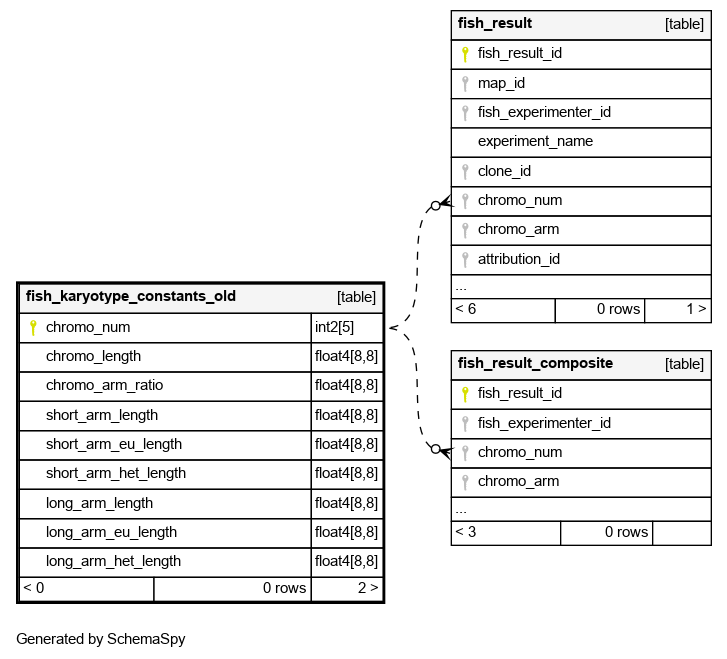 fish_result [table]
fish_result_id
map_id
fish_experimenter_id
experiment_name
clone_id
chromo_num
chromo_arm
attribution_id
...
< 6 0 rows 1 >
fish_karyotype_constants_old [table]
chromo_num int2[5]
chromo_length float4[8,8]
chromo_arm_ratio float4[8,8]
short_arm_length float4[8,8]
short_arm_eu_length float4[8,8]
short_arm_het_length float4[8,8]
long_arm_length float4[8,8]
long_arm_eu_length float4[8,8]
long_arm_het_length float4[8,8]
< 0 0 rows 2 >
fish_result_composite [table]
fish_result_id
fish_experimenter_id
chromo_num
chromo_arm
...
< 3 0 rows
Generated by SchemaSpy